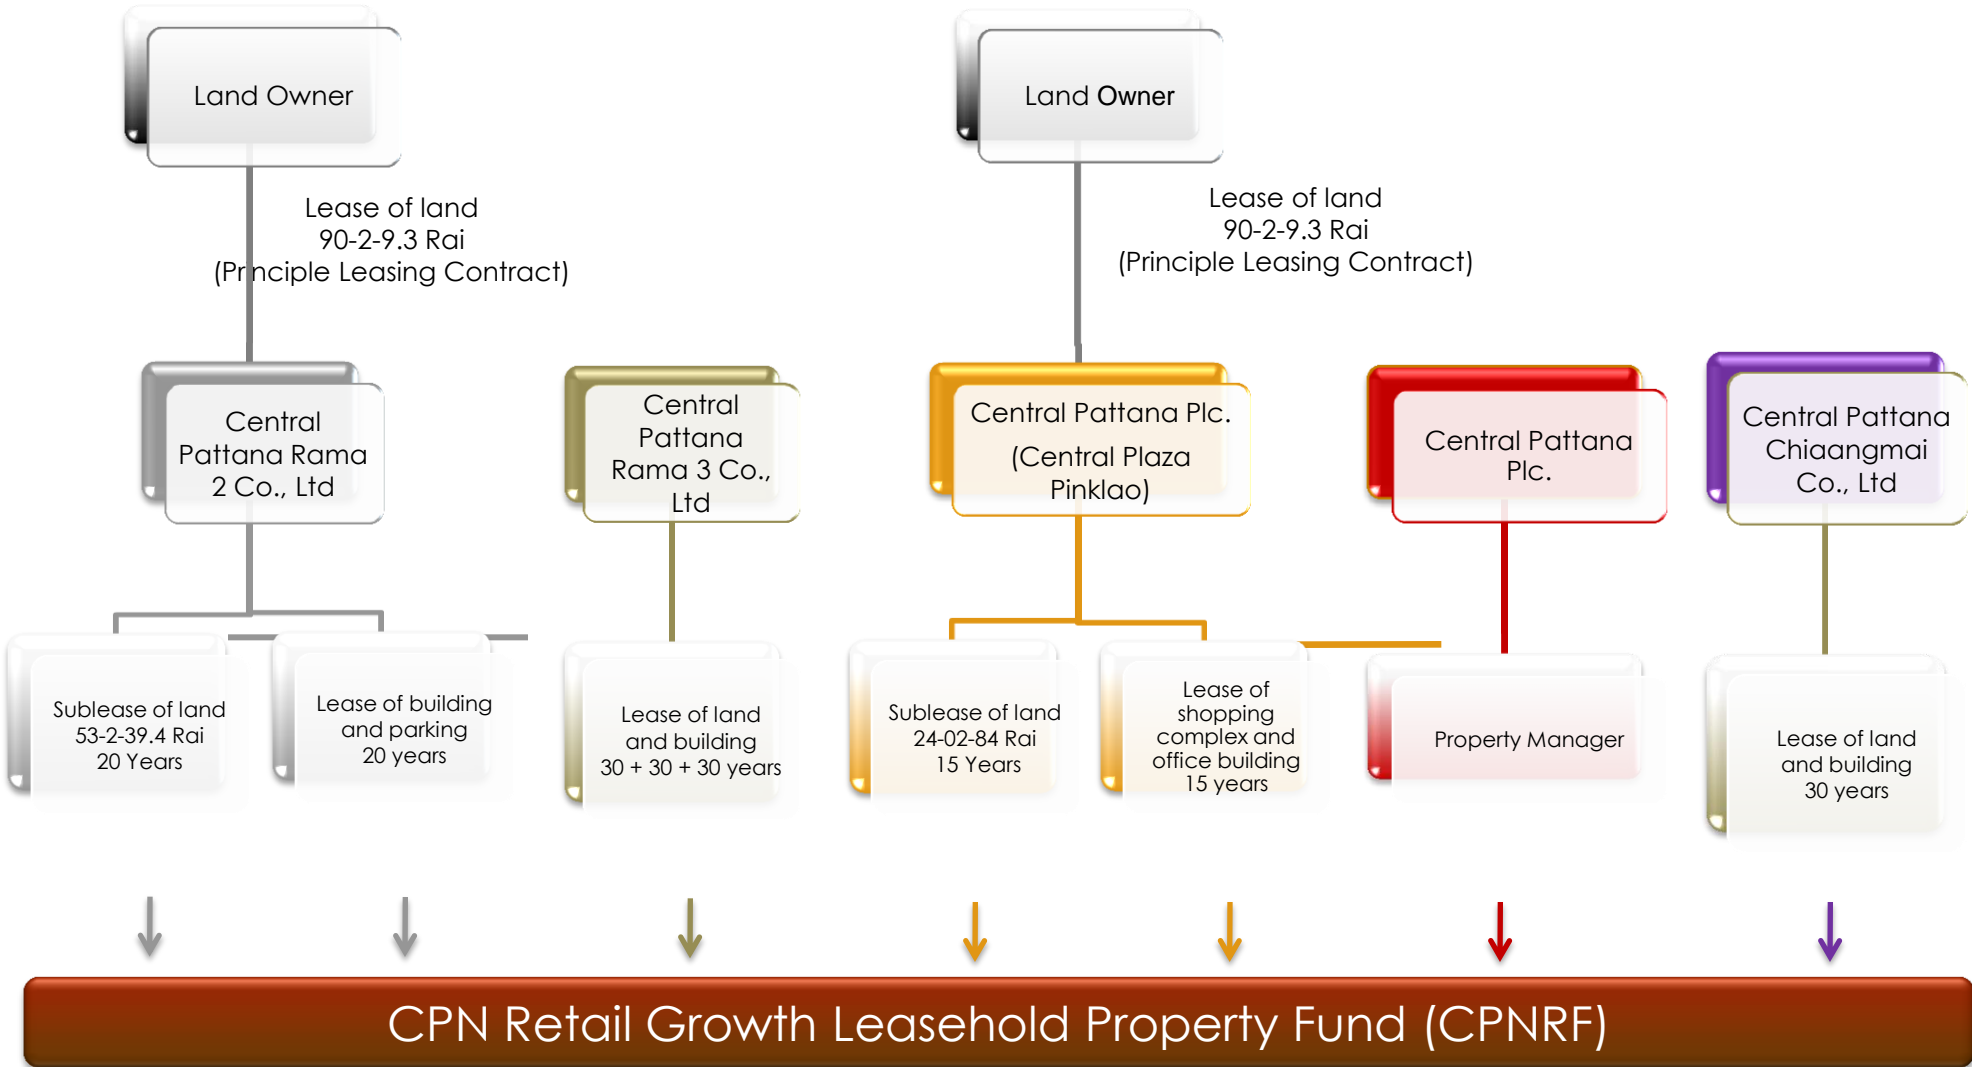 Land Owner
Land Owner
Lease of land
90-2-9.3 Rai
(Principle Leasing Contract)
Lease of land
90-2-9.3 Rai
(Principle Leasing Contract)
Central
Pattana Rama
2 Co., Ltd
Central
Pattana
Rama 3 Co.,
Ltd
Central Pattana Plc.
(Central Plaza
Pinklao)
Central Pattana
Plc.
Central Pattana
Chiaangmai
Co., Ltd
Sublease of land
53-2-39.4 Rai
20 Years
Lease of building
and parking
20 years
Lease of land
and building
30 + 30 + 30 years
Sublease of land
24-02-84 Rai
15 Years
Lease of
shopping
complex and
office building
15 years
Property Manager
Lease of land
and building
30 years
CPN Retail Growth Leasehold Property Fund (CPNRF)